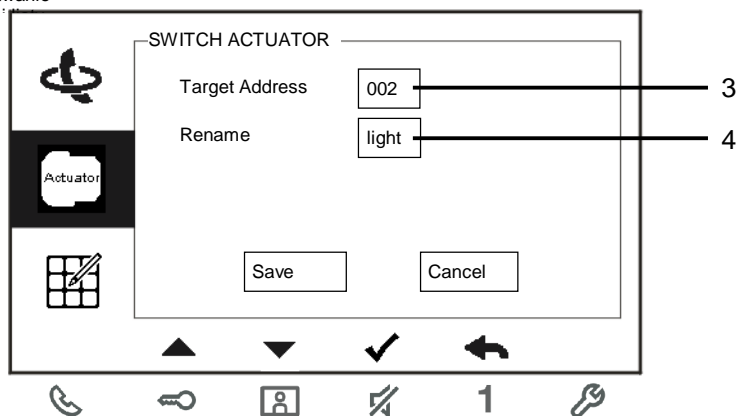 SWITCH ACTUATOR
Target Address 002 3
Rename light 4
Actuator
Save Cancel
1